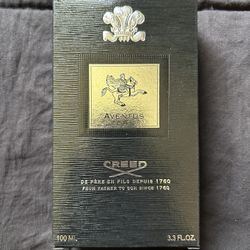 AVENTUS
CREED
DE PÈRE EN FILS DEPUIS 1760
FROM FATHER TO SON SINCE 1760
100 ML
3.3 FL.OZ.